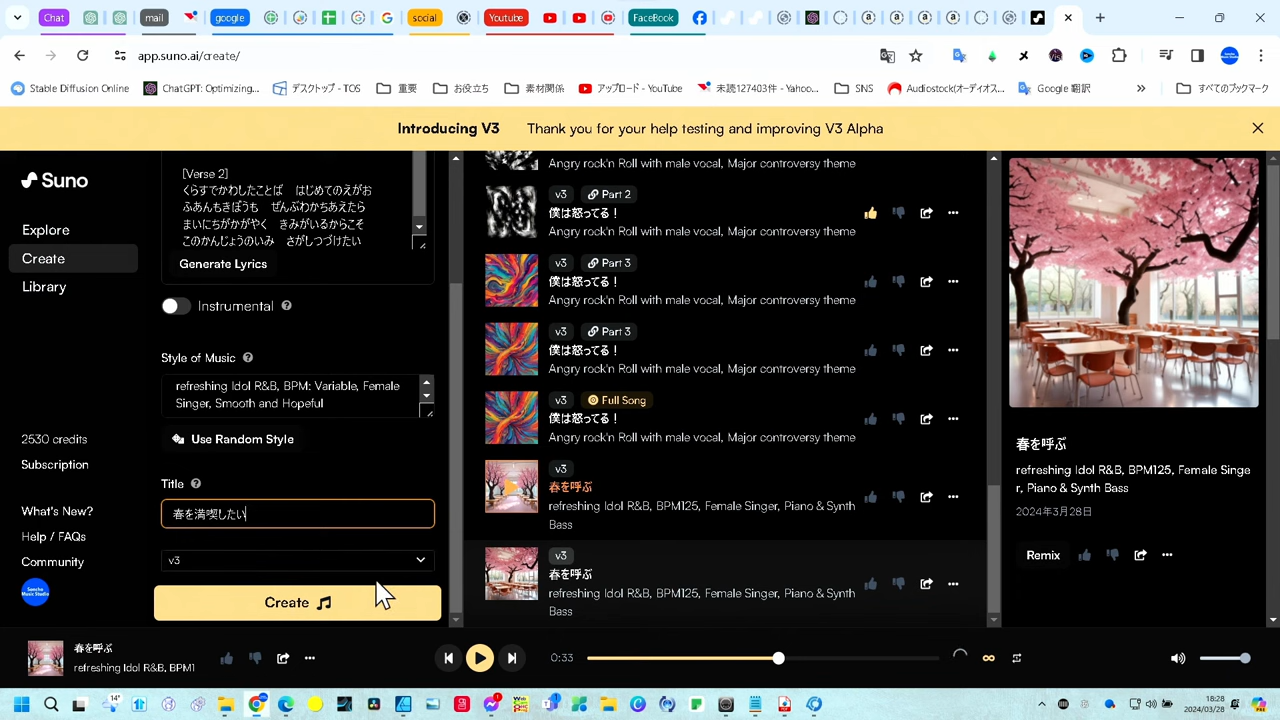 Chat
mail
google
social
Youtube
FaceBook
app.suno.ai/create/
Stable Diffusion Online
ChatGPT: Optimizing...
デスクトップ - TOS
重要
お役立ち
素材関係
アップロード - YouTube
未読127403件 - Yahoo...
SNS
Audiostock(オーディオス...
Google 翻訳
»
すべてのブックマーク
Introducing V3 Thank you for your help testing and improving V3 Alpha
Suno
Explore
Create
Library
2530 credits
Subscription
What's New?
Help / FAQs
Community
Sancho
Music Studio
[Verse 2]
くらすでかわしたことば　はじめてのえがお
ふあんもきぼうも　ぜんぶわかちあえたら
まいにちがかがやく　きみがいるからこそ
このかんじょうのいみ　さがしつづけたい
Generate Lyrics
Instrumental
Style of Music
refreshing Idol R&B, BPM: Variable, Female
Singer, Smooth and Hopeful
Use Random Style
Title
春を満喫したい
v3
Create
Angry rock'n Roll with male vocal, Major controversy theme
v3 Part 2
僕は怒ってる！
Angry rock'n Roll with male vocal, Major controversy theme
v3 Part 3
僕は怒ってる！
Angry rock'n Roll with male vocal, Major controversy theme
v3 Part 3
僕は怒ってる！
Angry rock'n Roll with male vocal, Major controversy theme
v3 Full Song
僕は怒ってる！
Angry rock'n Roll with male vocal, Major controversy theme
v3
春を呼ぶ
refreshing Idol R&B, BPM125, Female Singer, Piano & Synth
Bass
v3
春を呼ぶ
refreshing Idol R&B, BPM125, Female Singer, Piano & Synth
Bass
春を呼ぶ
refreshing Idol R&B, BPM125, Female Singe
r, Piano & Synth Bass
2024年3月28日
Remix
春を呼ぶ
refreshing Idol R&B, BPM1
0:33
14°
18:28
2024/03/28